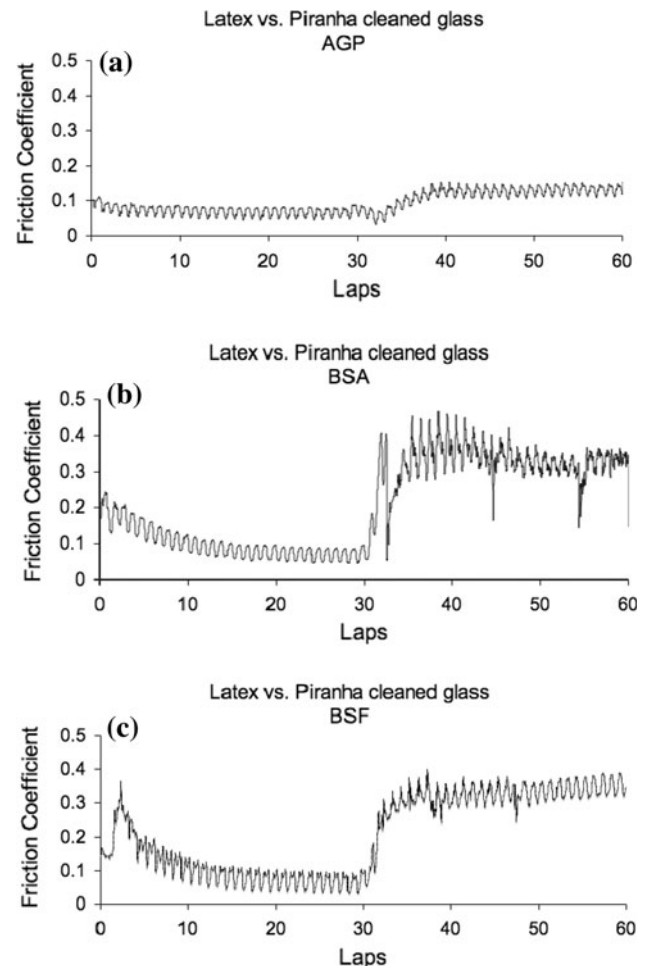 Latex vs. Piranha cleaned glass
AGP
(a)
0.5
0.4
0.3
0.2
0.1
0
Friction Coefficient
0 10 20 30 40 50 60
Laps
Latex vs. Piranha cleaned glass
BSA
(b)
0.5
0.4
0.3
0.2
0.1
0
Friction Coefficient
0 10 20 30 40 50 60
Laps
Latex vs. Piranha cleaned glass
BSF
(c)
0.5
0.4
0.3
0.2
0.1
0
Friction Coefficient
0 10 20 30 40 50 60
Laps